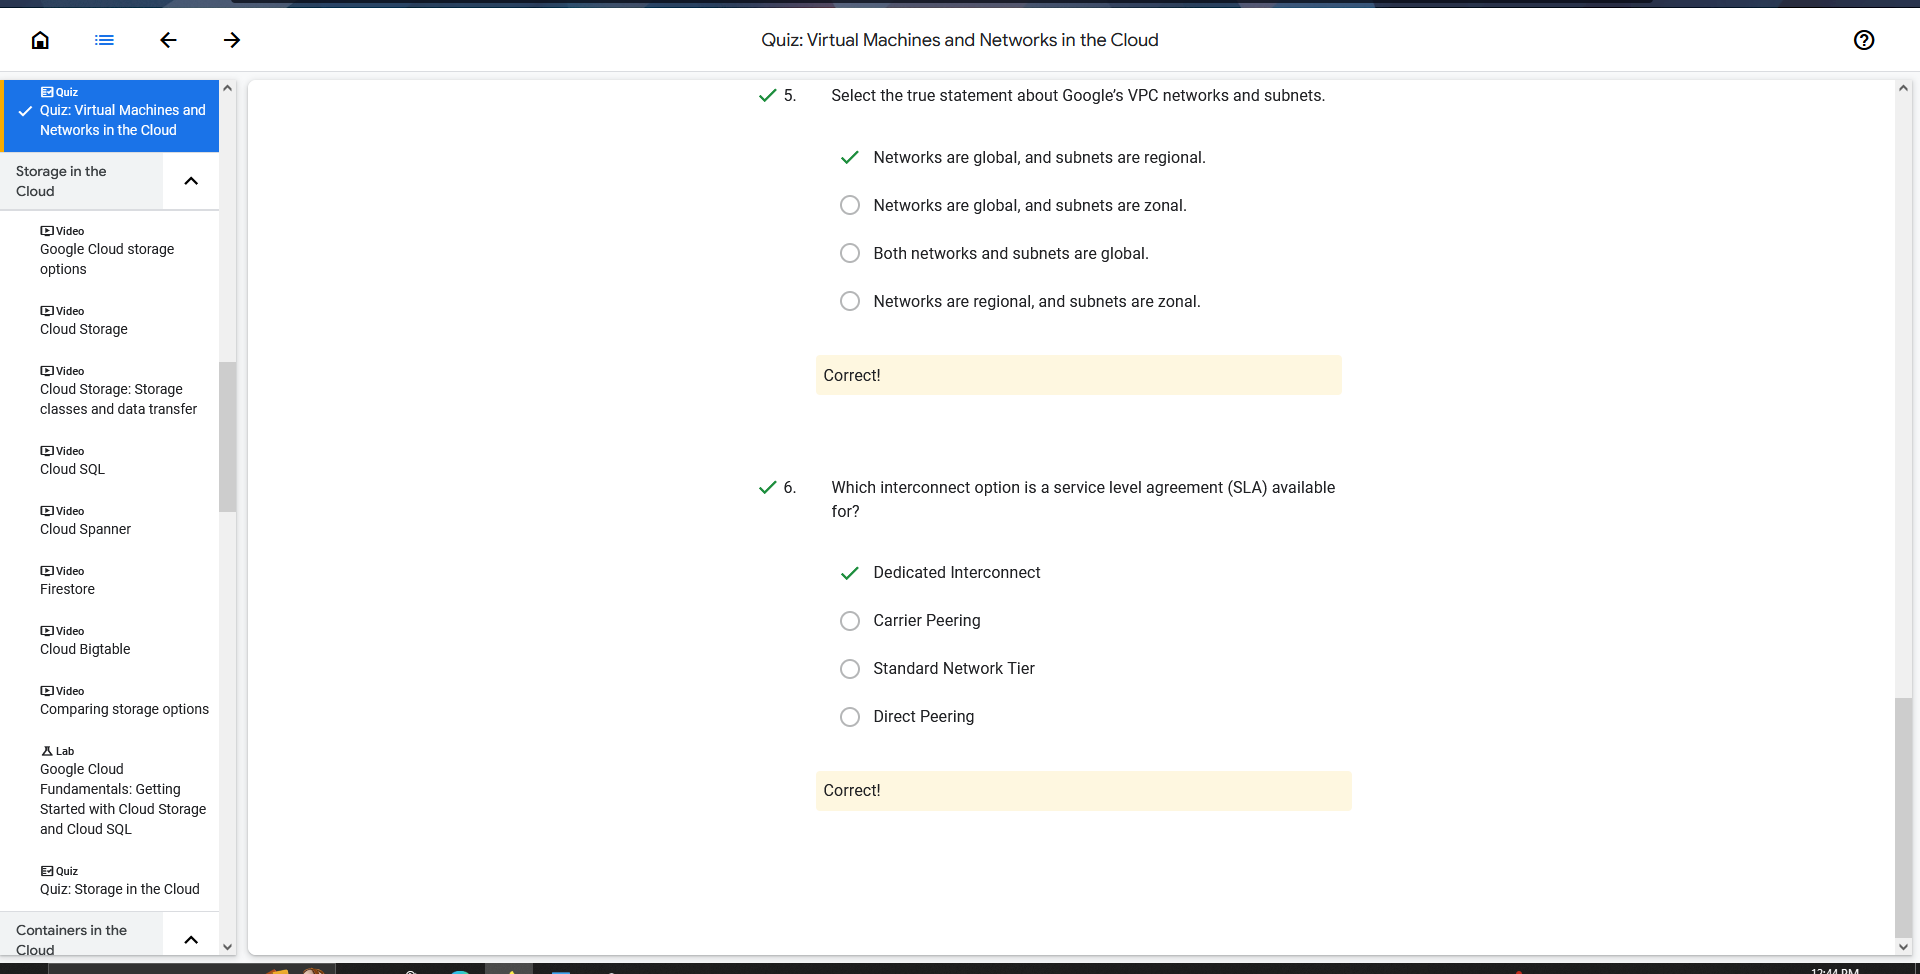 Quiz: Virtual Machines and Networks in the Cloud
Quiz
Quiz: Virtual Machines and
Networks in the Cloud
Storage in the
Cloud
Video
Google Cloud storage
options
Video
Cloud Storage
Video
Cloud Storage: Storage
classes and data transfer
Video
Cloud SQL
Video
Cloud Spanner
Video
Firestore
Video
Cloud Bigtable
Video
Comparing storage options
Lab
Google Cloud
Fundamentals: Getting
Started with Cloud Storage
and Cloud SQL
Quiz
Quiz: Storage in the Cloud
Containers in the
Cloud
5. Select the true statement about Google’s VPC networks and subnets.
Networks are global, and subnets are regional.
Networks are global, and subnets are zonal.
Both networks and subnets are global.
Networks are regional, and subnets are zonal.
Correct!
6. Which interconnect option is a service level agreement (SLA) available
for?
Dedicated Interconnect
Carrier Peering
Standard Network Tier
Direct Peering
Correct!
12:44 PM